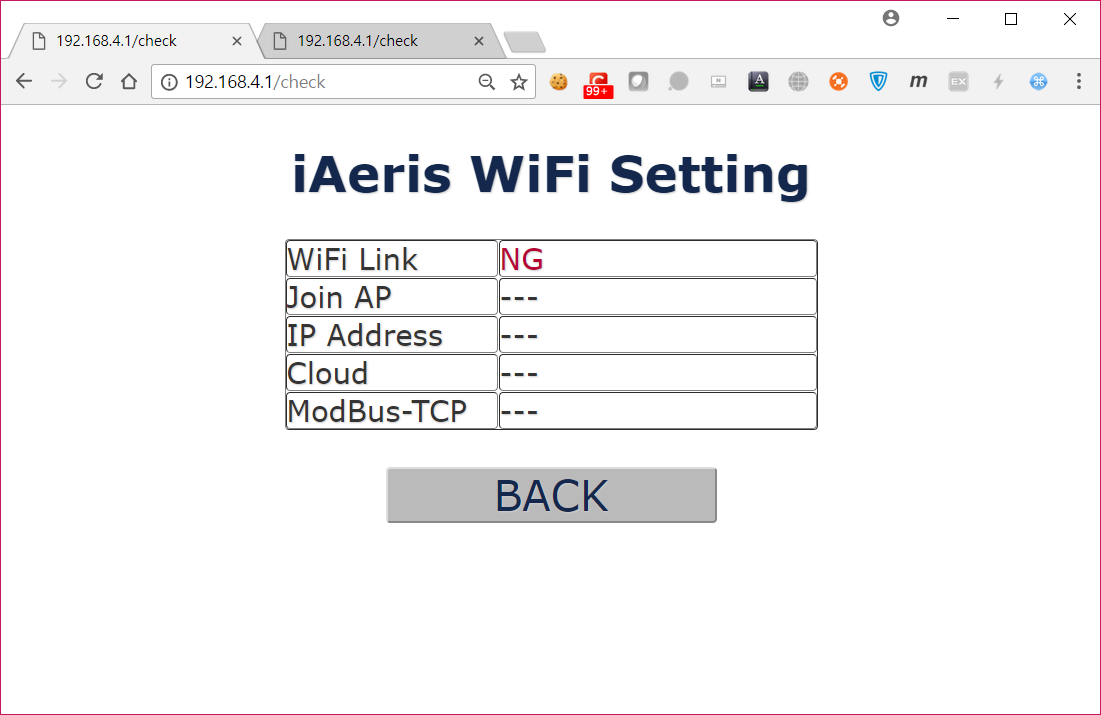 192.168.4.1/check 192.168.4.1/check
192.168.4.1/check 99+ A m EX
iAeris WiFi Setting
WiFi Link NG
Join AP ---
IP Address ---
Cloud ---
ModBus-TCP ---
BACK